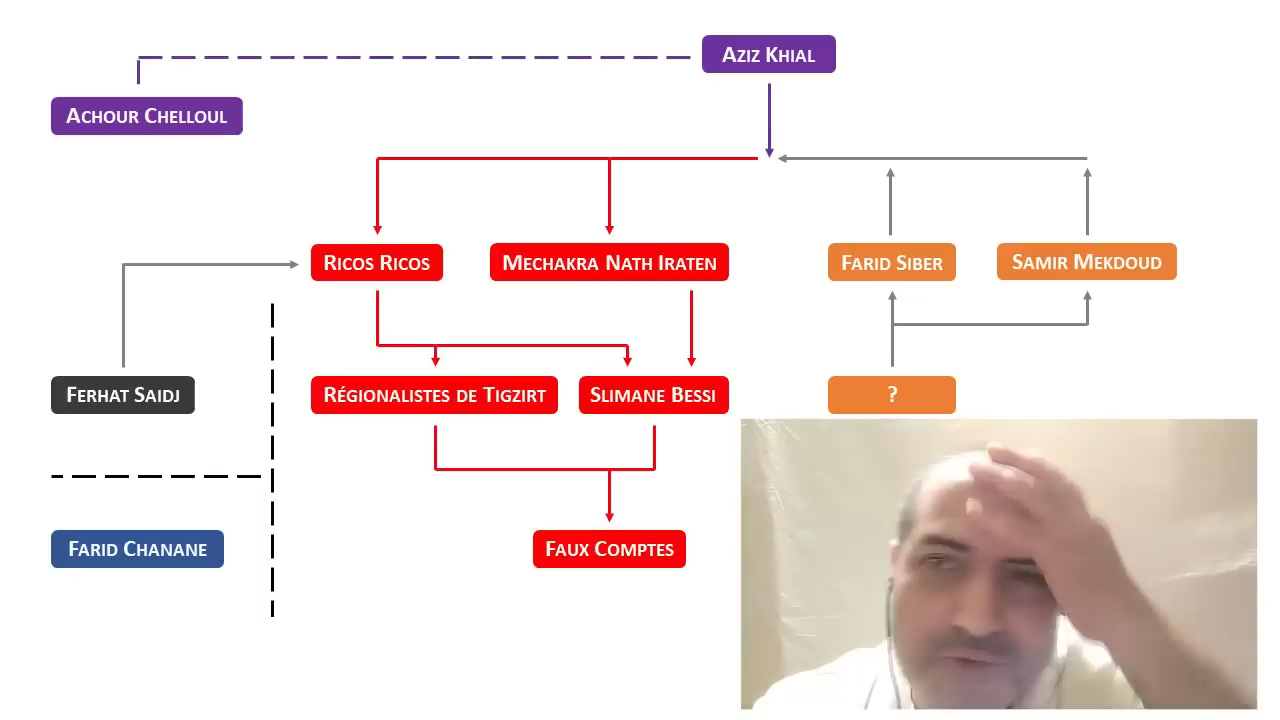 Aziz Khial
Achour Chelloul
Ricos Ricos
Mechakra Nath Iraten
Farid Siber
Samir Mekdoud
Ferhat Saidj
Régionalistes de Tigzirt
Slimane Bessi
?
Farid Chanane
Faux Comptes